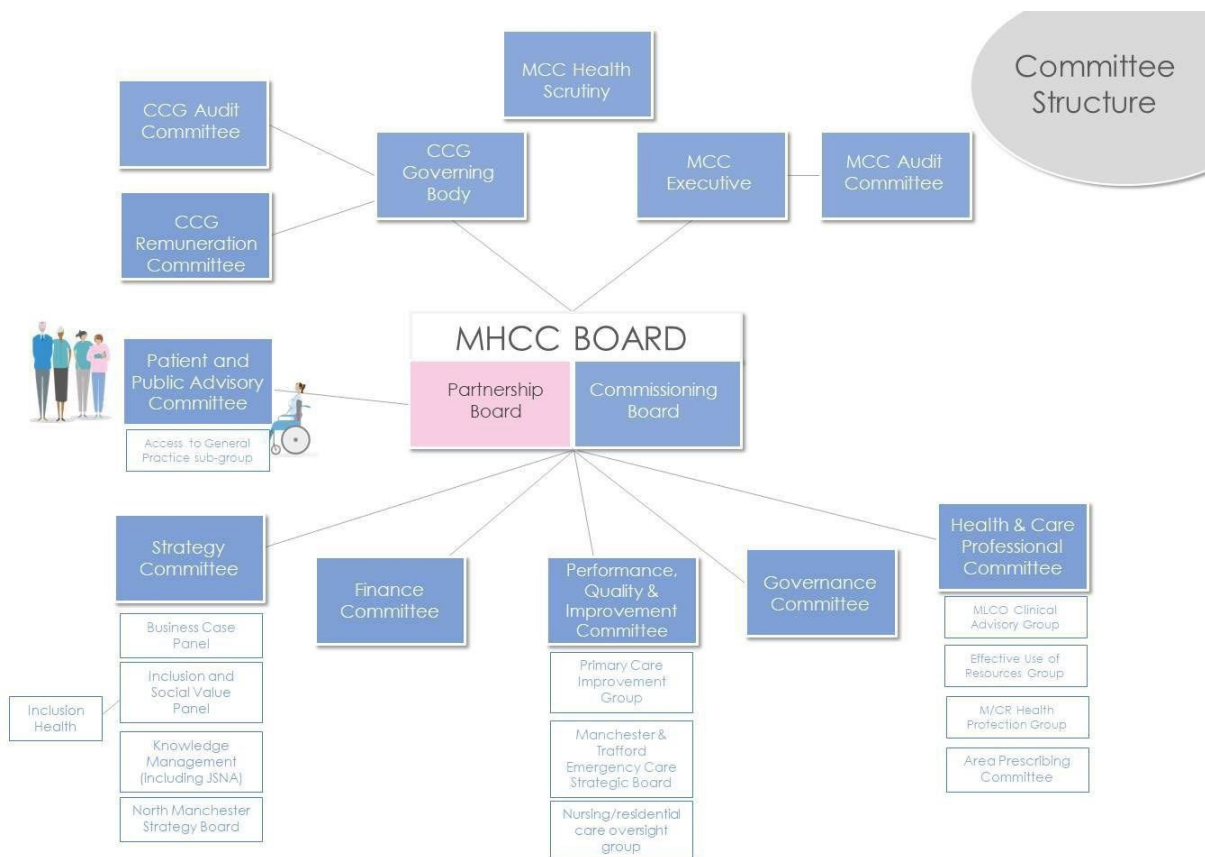 Committee
Structure
MCC Health
Scrutiny
CCG Audit
Committee
CCG
Governing
Body
MCC
Executive
MCC Audit
Committee
CCG
Remuneration
Committee
MHCC BOARD
Partnership
Board
Commissioning
Board
Patient and
Public Advisory
Committee
Access to General
Practice sub-group
Strategy
Committee
Business Case
Panel
Inclusion and
Social Value
Panel
Inclusion
Health
Knowledge
Management
(including JSNA)
North Manchester
Strategy Board
Finance
Committee
Performance,
Quality &
Improvement
Committee
Primary Care
Improvement
Group
Manchester &
Trafford
Emergency Care
Strategic Board
Nursing/residential
care oversight
group
Governance
Committee
Health & Care
Professional
Committee
MLCO Clinical
Advisory Group
Effective Use of
Resources Group
M/CR Health
Protection Group
Area Prescribing
Committee